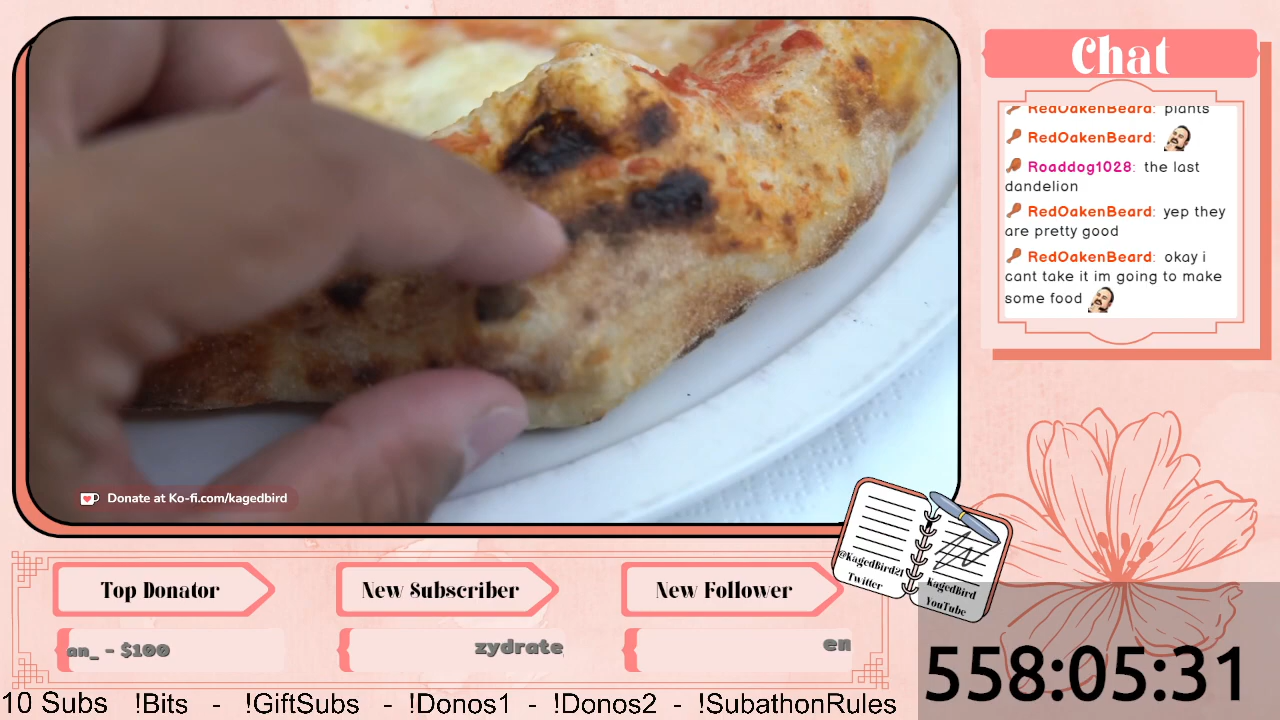 Chat
RedOakenBeard: plants
RedOakenBeard:
Roaddog1028: the last
dandelion
RedOakenBeard: yep they
are pretty good
RedOakenBeard: okay i
cant take it im going to make
some food
Donate at Ko-fi.com/kagedbird
@KagedBird21
Twitter
KagedBird
YouTube
Top Donator
New Subscriber
New Follower
an_ - $100
zydrate
en
10 Subs !Bits - !GiftSubs - !Donos1 - !Donos2 - !SubathonRules
558:05:31